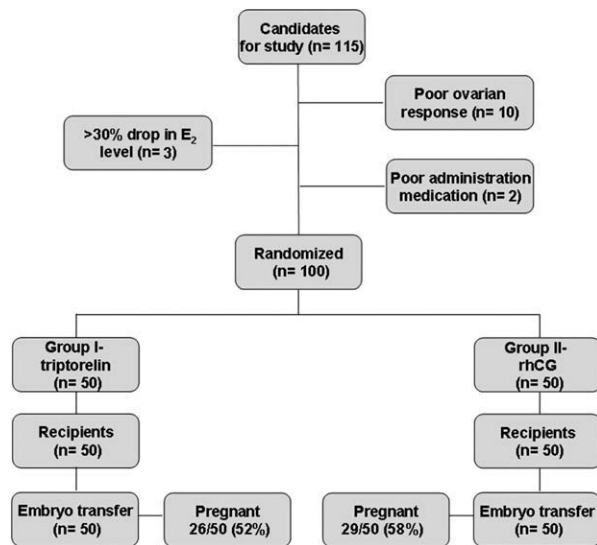 Candidates
for study (n= 115)
Poor ovarian
response (n= 10)
>30% drop in E₂
level (n= 3)
Poor administration
medication (n= 2)
Randomized
(n= 100)
Group I-
triptorelin
(n= 50)
Group II-
rhCG
(n= 50)
Recipients
(n= 50)
Recipients
(n= 50)
Embryo transfer
(n= 50)
Pregnant
26/50 (52%)
Pregnant
29/50 (58%)
Embryo transfer
(n= 50)